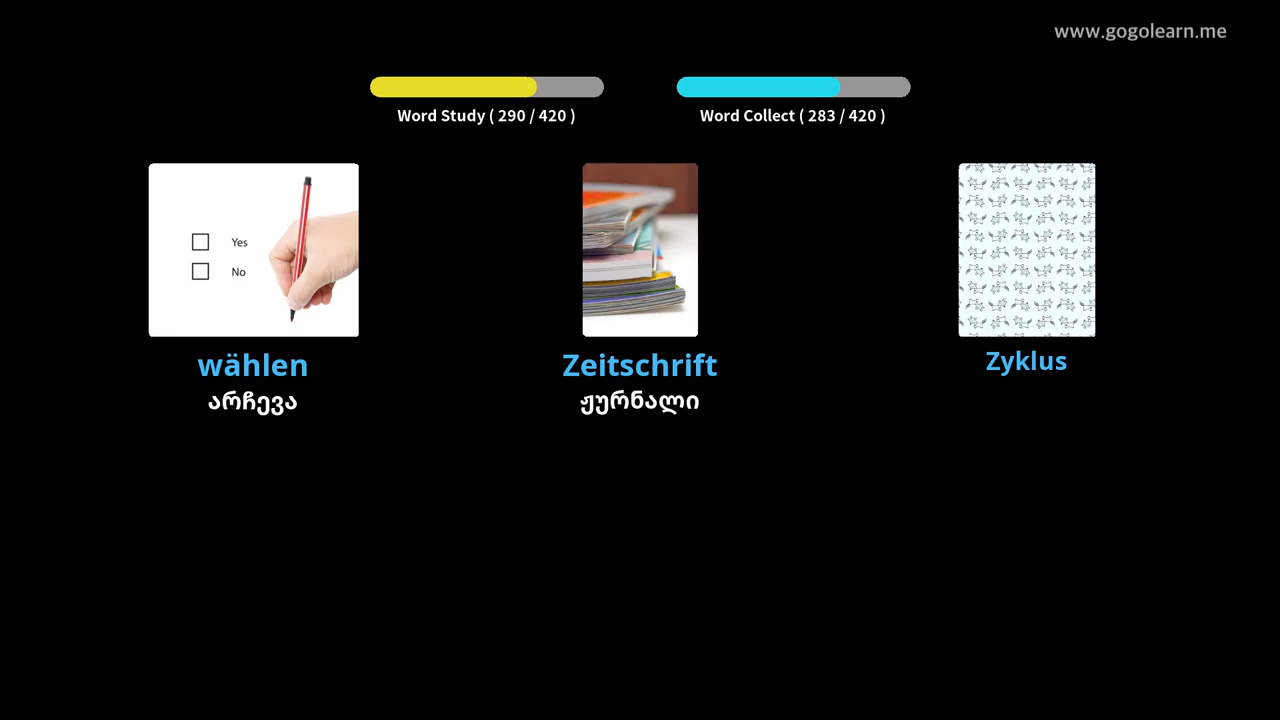 www.gogolearn.me
Word Study ( 290 / 420 )
Word Collect ( 283 / 420 )
Yes
No
wählen
არჩევა
Zeitschrift
ჟურნალი
Zyklus